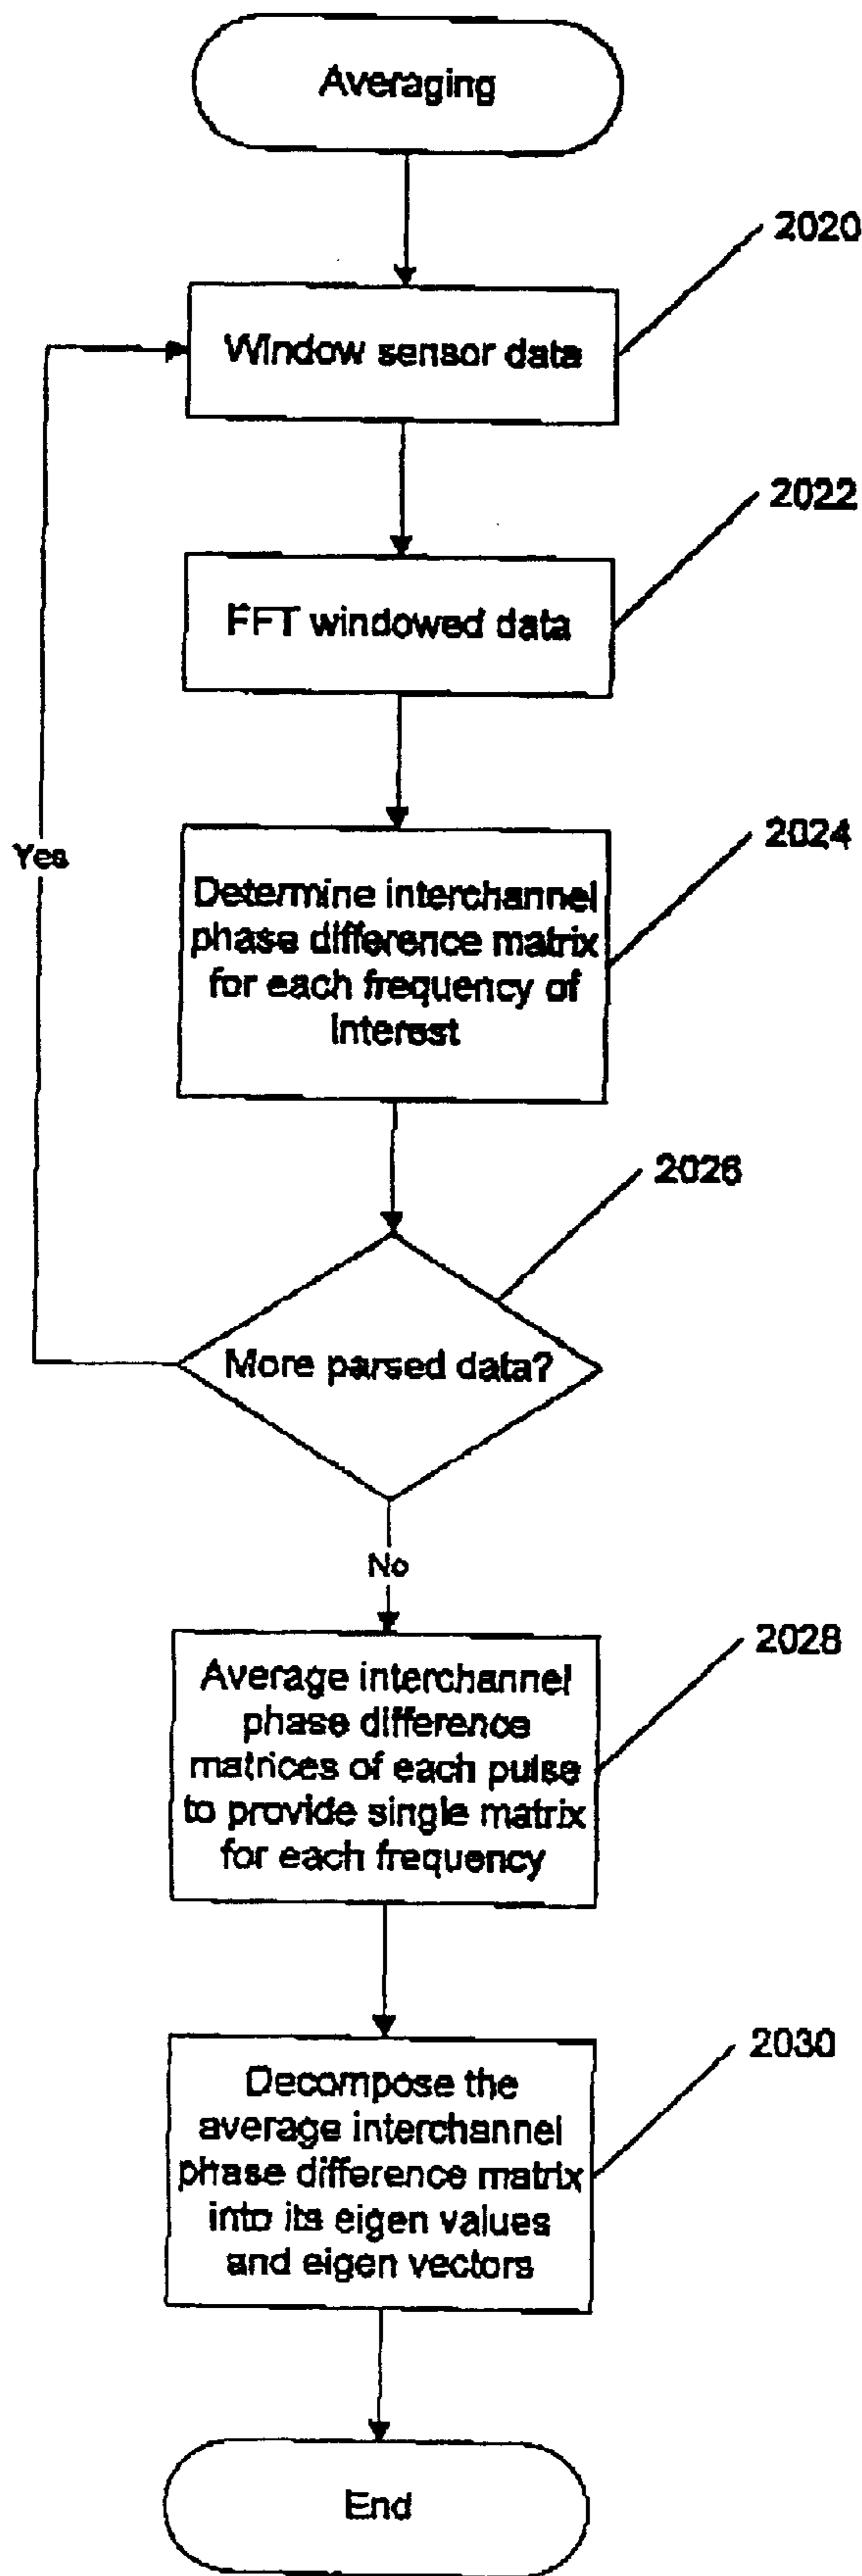 Averaging
2020
Window sensor data
2022
FFT windowed data
2024
Determine interchannel
phase difference matrix
for each frequency of
interest
Yes
2026
More parsed data?
No
2028
Average interchannel
phase difference
matrices of each pulse
to provide single matrix
for each frequency
2030
Decompose the
average interchannel
phase difference matrix
into its eigen values
and eigen vectors
End